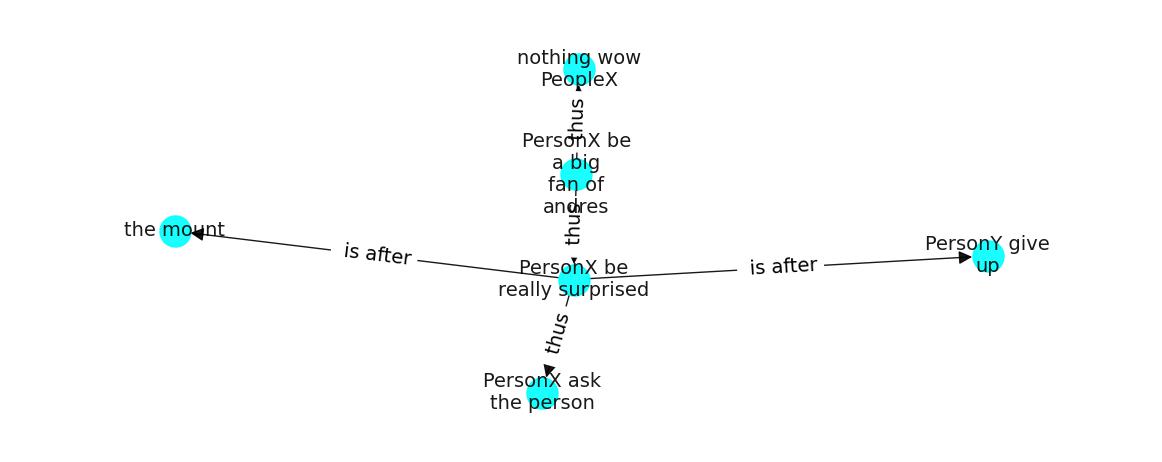 nothing wow
PeopleX
thus
PersonX be
a big
fan of
andres
thus
the mount
is after
PersonX be
really surprised
is after
PersonY give
up
thus
PersonX ask
the person